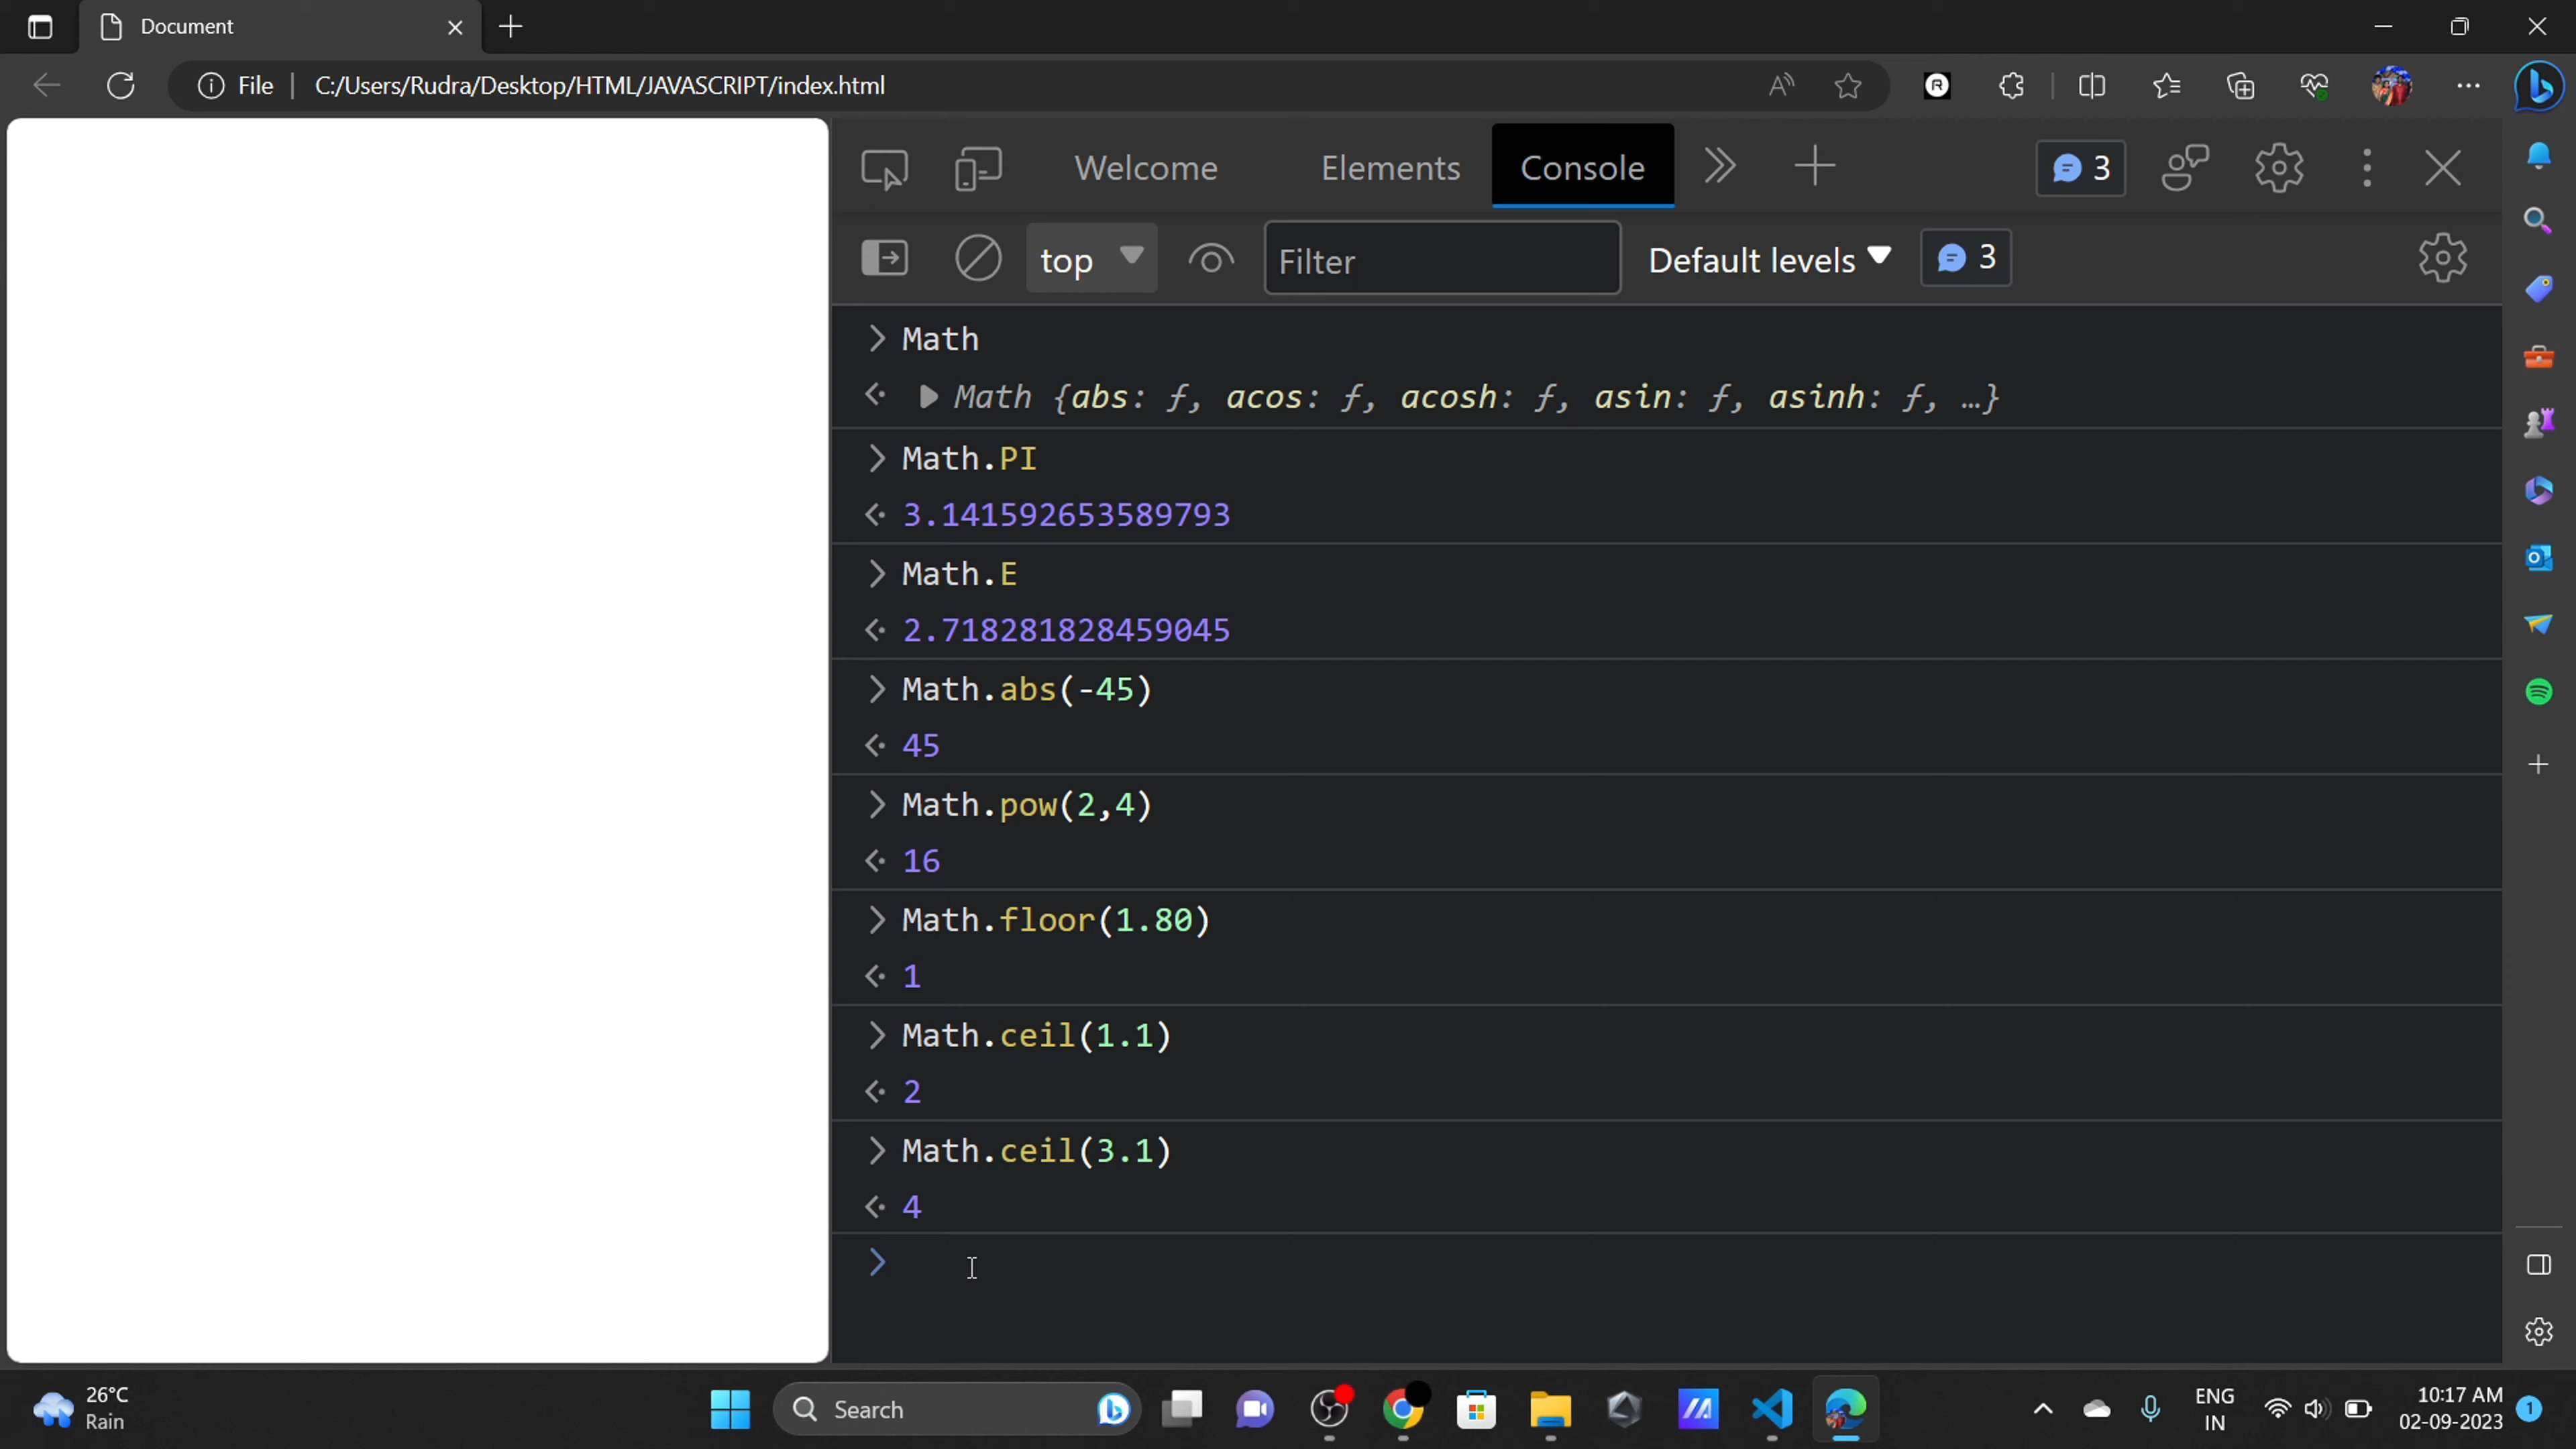 Document
File
C:/Users/Rudra/Desktop/HTML/JAVASCRIPT/index.html
Welcome Elements Console 3
top Filter Default levels 3
Math
Math {abs: ƒ, acos: ƒ, acosh: ƒ, asin: ƒ, asinh: ƒ, …}
Math.PI
3.141592653589793
Math.E
2.718281828459045
Math.abs(-45)
45
Math.pow(2,4)
16
Math.floor(1.80)
1
Math.ceil(1.1)
2
Math.ceil(3.1)
4
26°C
Rain
Search
ENG
IN
10:17 AM
02-09-2023
1